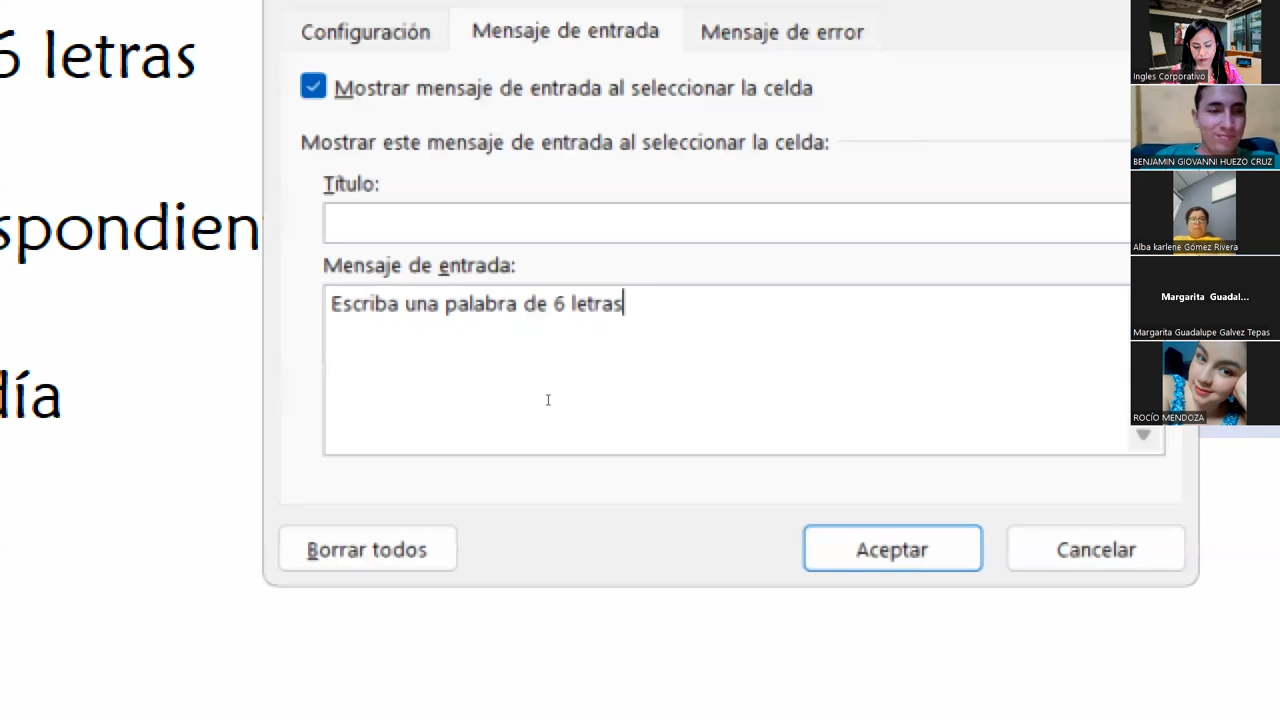 6 letras
spondien
día
Configuración
Mensaje de entrada
Mensaje de error
Mostrar mensaje de entrada al seleccionar la celda
Mostrar este mensaje de entrada al seleccionar la celda:
Título:
Mensaje de entrada:
Escriba una palabra de 6 letras
Borrar todos
Aceptar
Cancelar
Ingles Corporativo
BENJAMIN GIOVANNI HUEZO CRUZ
Alba karlene Gómez Rivera
Margarita Guadal...
Margarita Guadalupe Galvez Tepas
ROCÍO MENDOZA